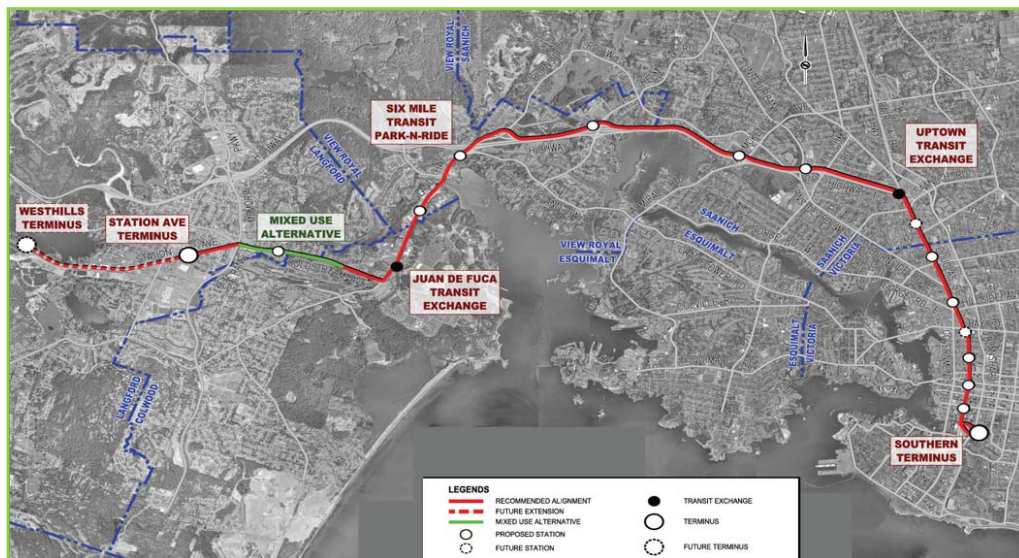 VIEW ROYAL
SAANICH
SIX MILE
TRANSIT
PARK-N-RIDE
UPTOWN
TRANSIT
EXCHANGE
VIEW ROYAL
LANGFORD
WESTHILLS
TERMINUS
STATION AVE
TERMINUS
MIXED USE
ALTERNATIVE
JUAN DE FUCA
TRANSIT
EXCHANGE
VIEW ROYAL
ESQUIMALT
SAANICH
ESQUIMALT
SAANICH
VICTORIA
ESQUIMALT
VICTORIA
LANGFORD
COLWOOD
SOUTHERN
TERMINUS
LEGENDS
RECOMMENDED ALIGNMENT
FUTURE EXTENSION
MIXED USE ALTERNATIVE
PROPOSED STATION
FUTURE STATION
TRANSIT EXCHANGE
TERMINUS
FUTURE TERMINUS